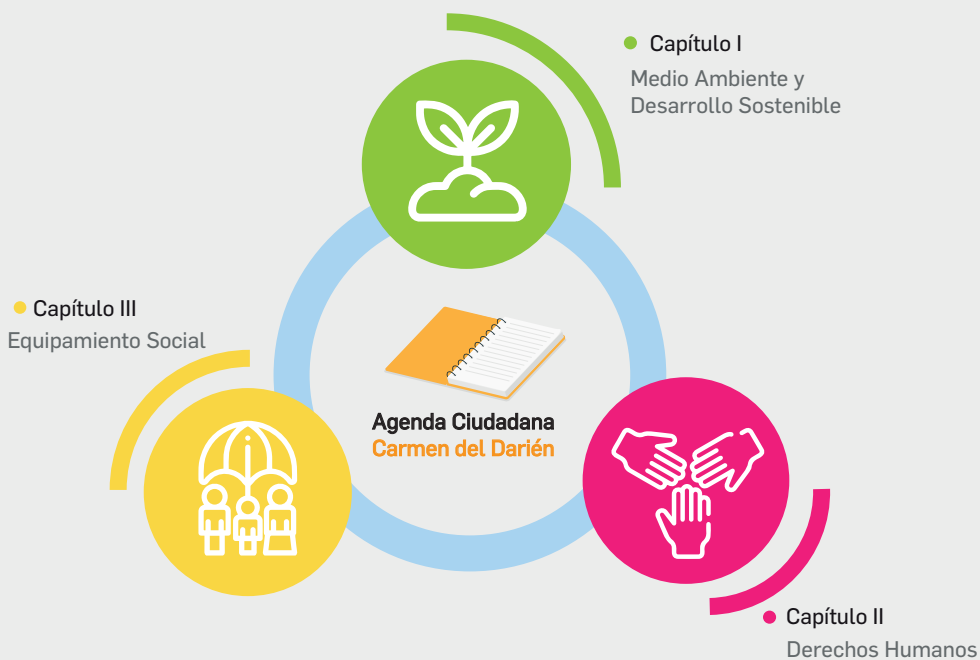 Capítulo I
Medio Ambiente y
Desarrollo Sostenible
Capítulo III
Equipamiento Social
Agenda Ciudadana
Carmen del Darién
Capítulo II
Derechos Humanos